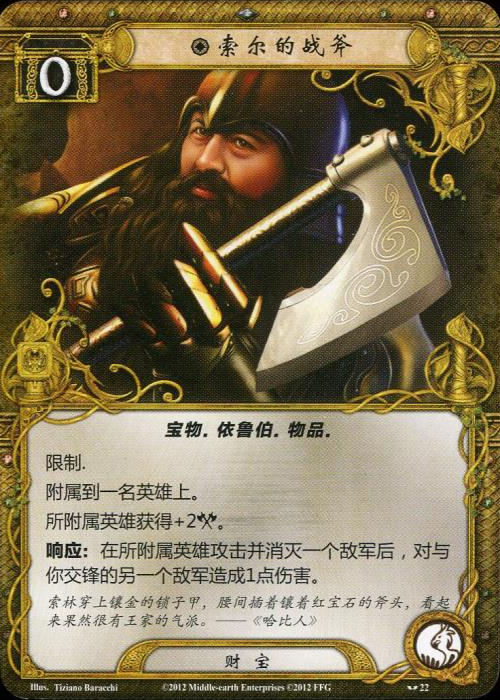 索尔的战斧
0
宝物. 依鲁伯. 物品.
限制.
附属到一名英雄上。
所附属英雄获得+2。
响应：在所附属英雄攻击并消灭一个敌军后，对与
你交锋的另一个敌军造成1点伤害。
索林穿上镶金的锁子甲，腰间插着镶着红宝石的斧头，看起
来果然很有王家的气派。——《哈比人》
财宝
Illus. Tiziano Baracchi ©2012 Middle-earth Enterprises ©2012 FFG 22